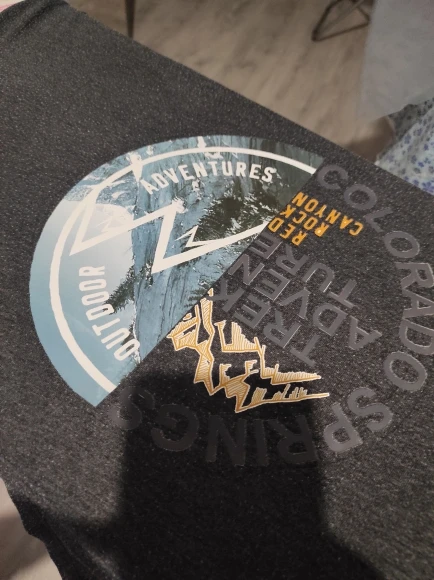 OUTDOOR ADVENTURES
RED
ROCK
CANYON
TREK
ADVEN
TURE
COLORADO SPRINGS